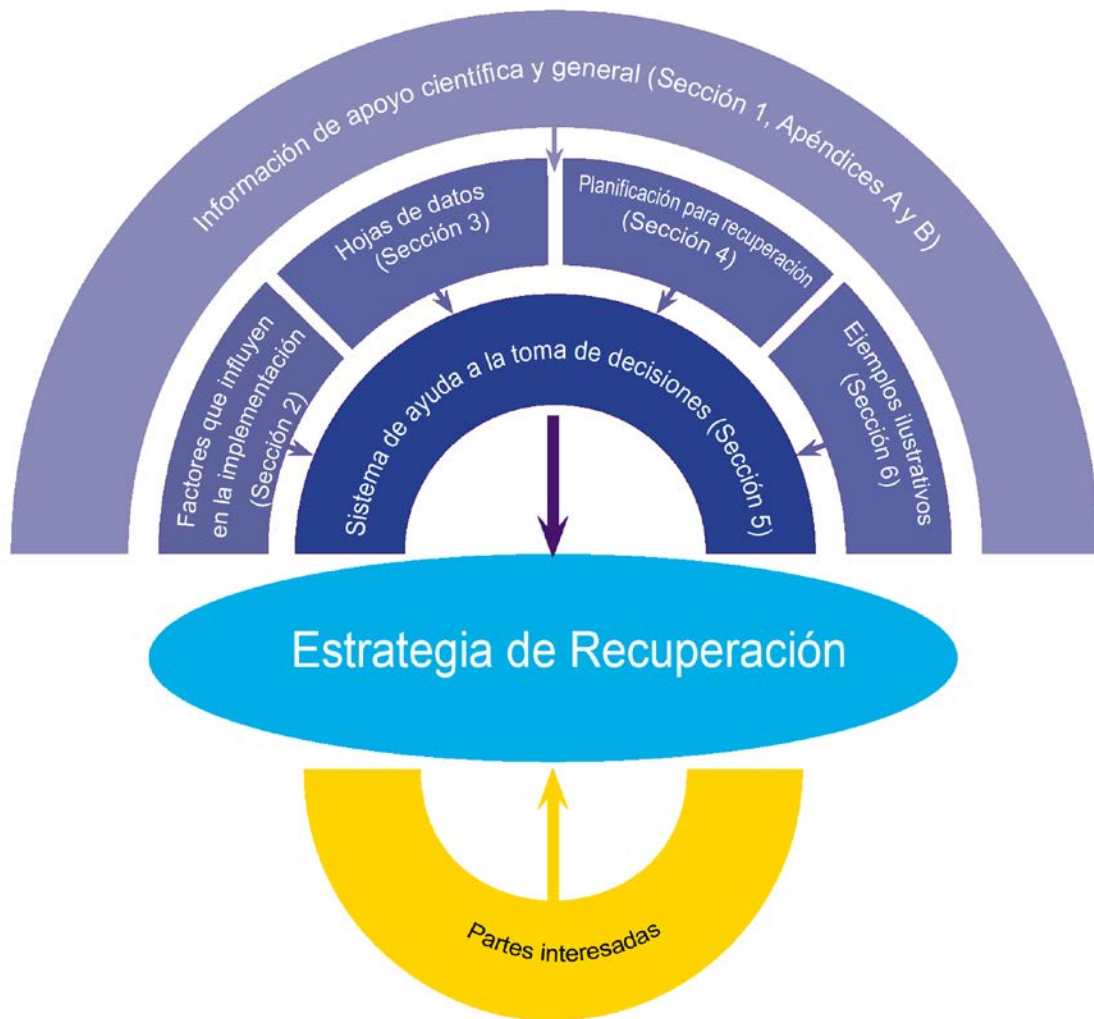 Información de apoyo científica y general (Sección 1, Apéndices A y B)
Factores que influyen
en la implementación
(Sección 2)
Hojas de datos
(Sección 3)
Planificación para recuperación
(Sección 4)
Ejemplos ilustrativos
(Sección 6)
Sistema de ayuda a la toma de decisiones (Sección 5)
Estrategia de Recuperación
Partes interesadas